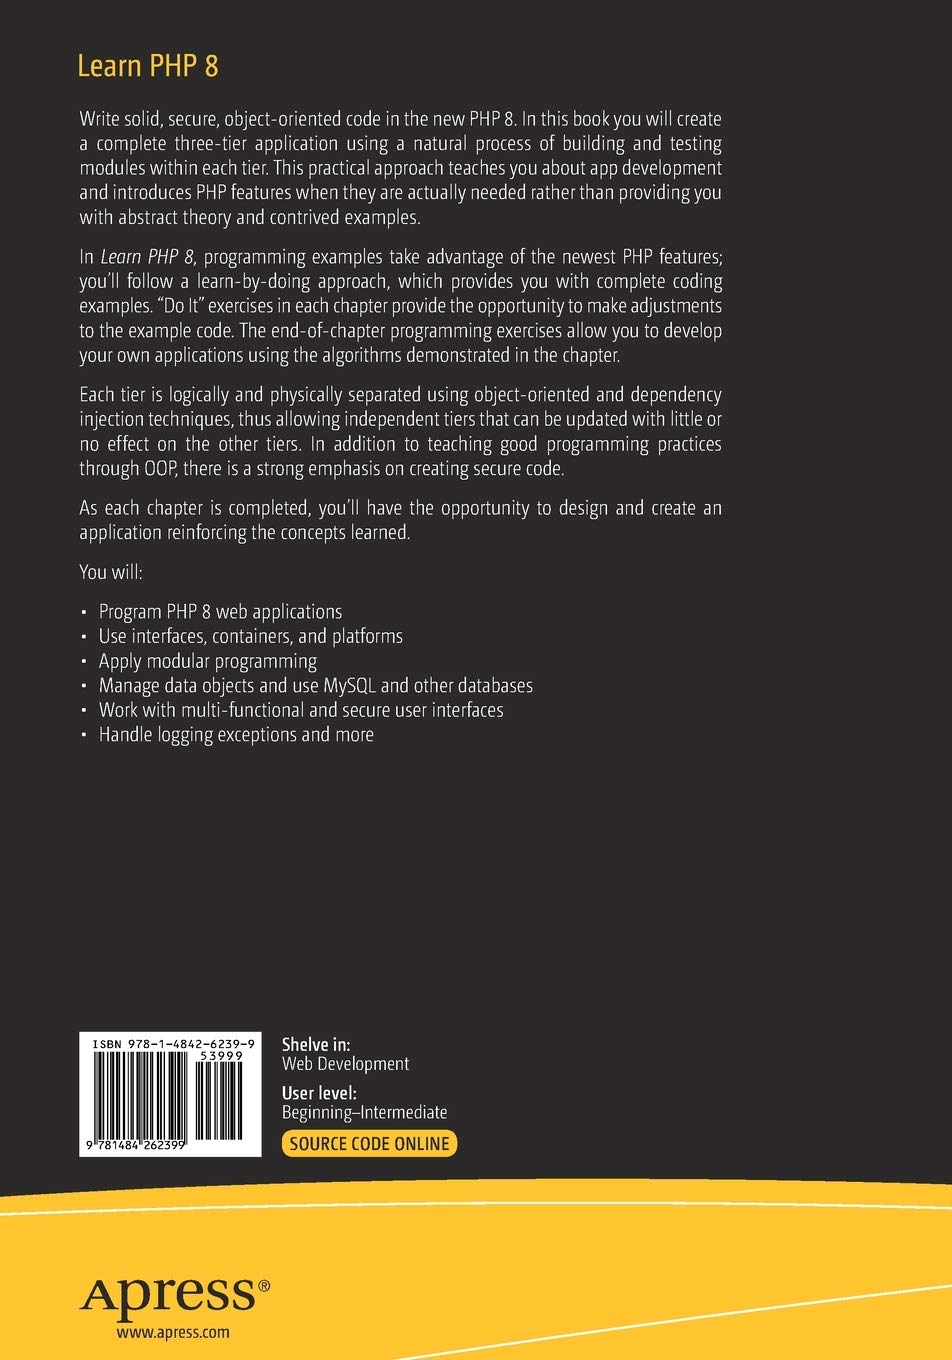 Learn PHP 8
Write solid, secure, object-oriented code in the new PHP 8. In this book you will create
a complete three-tier application using a natural process of building and testing
modules within each tier. This practical approach teaches you about app development
and introduces PHP features when they are actually needed rather than providing you
with abstract theory and contrived examples.
In Learn PHP 8, programming examples take advantage of the newest PHP features;
you'll follow a learn-by-doing approach, which provides you with complete coding
examples. “Do It” exercises in each chapter provide the opportunity to make adjustments
to the example code. The end-of-chapter programming exercises allow you to develop
your own applications using the algorithms demonstrated in the chapter.
Each tier is logically and physically separated using object-oriented and dependency
injection techniques, thus allowing independent tiers that can be updated with little or
no effect on the other tiers. In addition to teaching good programming practices
through OOP, there is a strong emphasis on creating secure code.
As each chapter is completed, you'll have the opportunity to design and create an
application reinforcing the concepts learned.
You will:
• Program PHP 8 web applications
• Use interfaces, containers, and platforms
• Apply modular programming
• Manage data objects and use MySQL and other databases
• Work with multi-functional and secure user interfaces
• Handle logging exceptions and more
ISBN 978-1-4842-6239-9
53999
9 781484 262399
Shelve in:
Web Development
User level:
Beginning–Intermediate
SOURCE CODE ONLINE
Apress®
www.apress.com